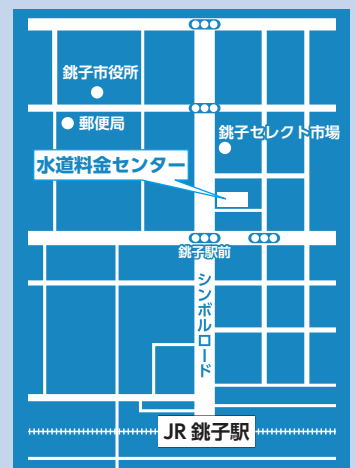 銚子市役所
郵便局
銚子セレクト市場
水道料金センター
銚子駅前
シンボルロード
JR 銚子駅